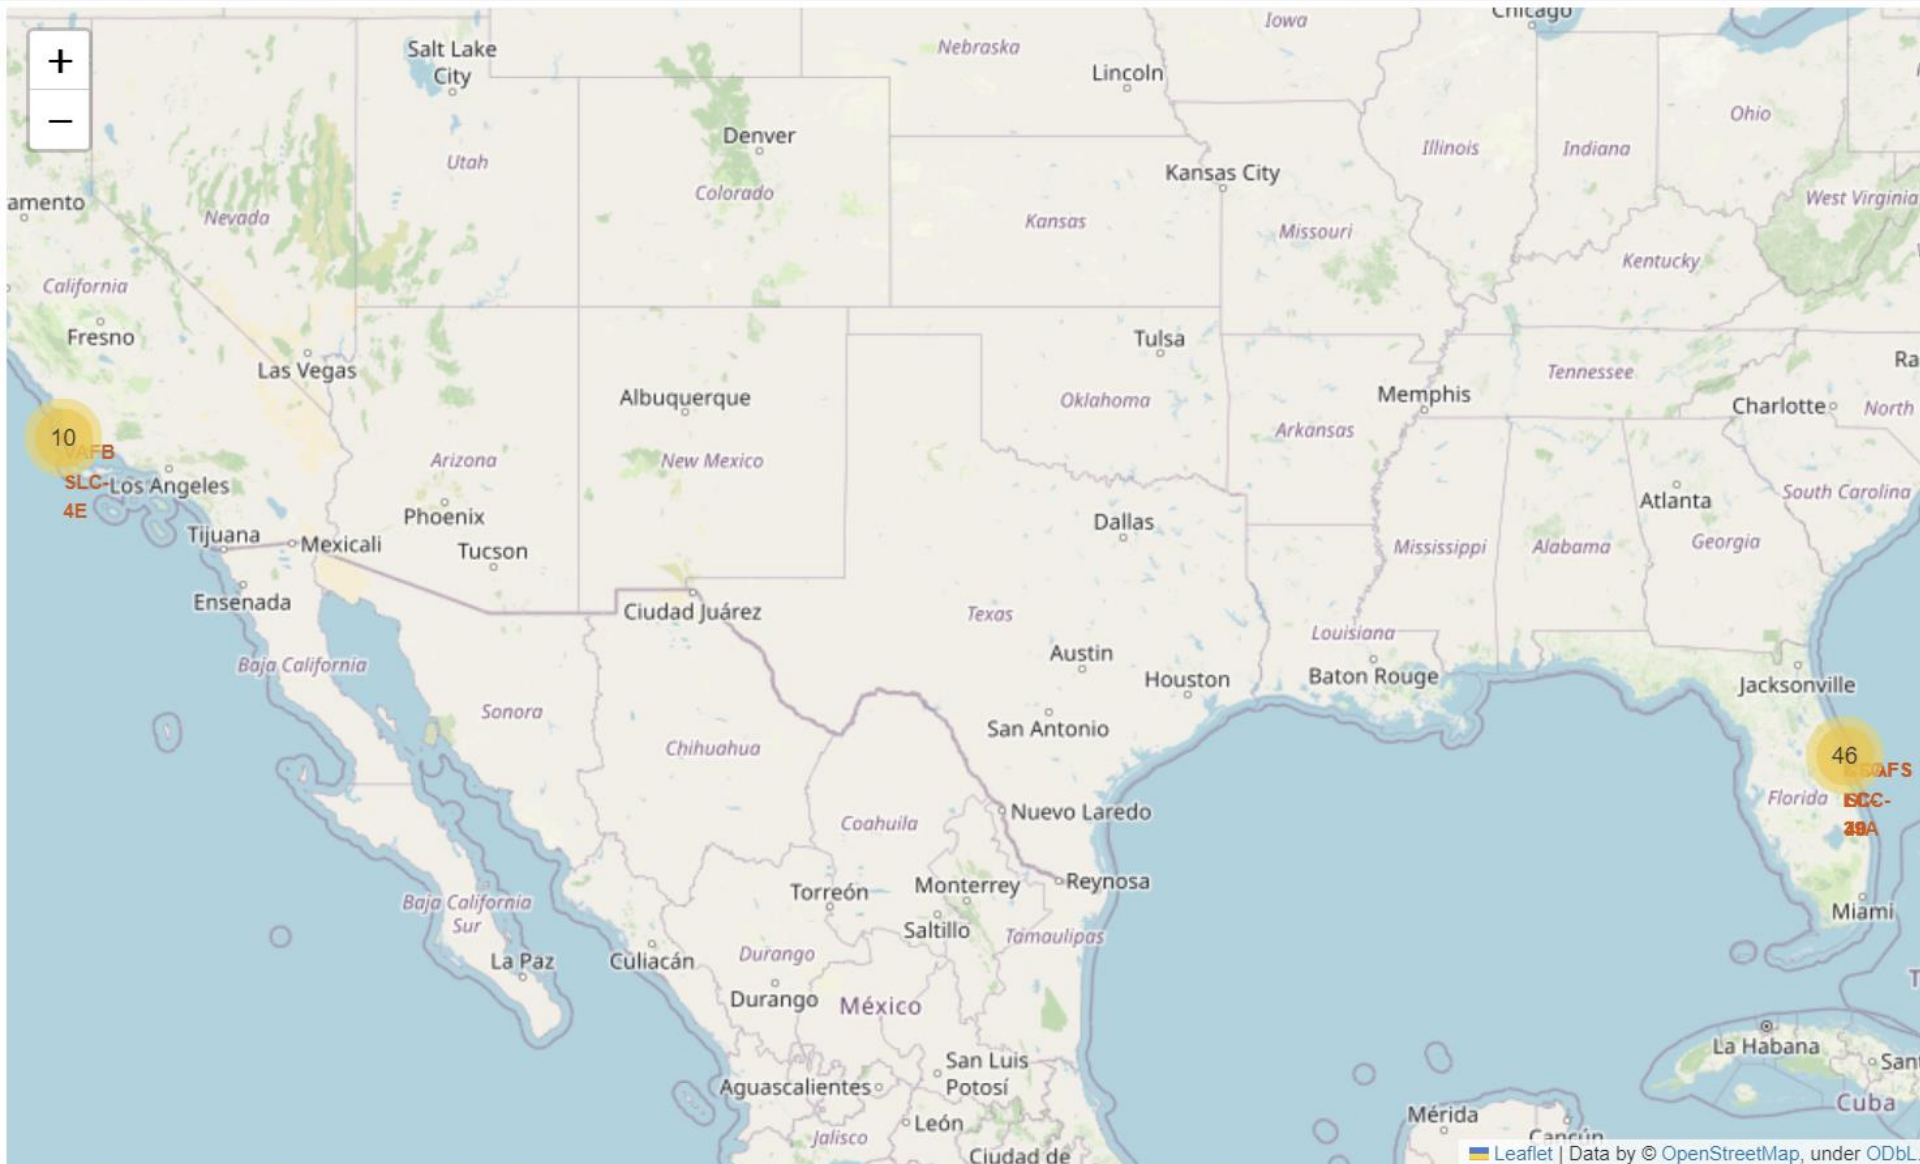 +
−
Salt Lake
City
Nebraska
Iowa
Chicago
Lincoln
Denver
Utah
Colorado
Kansas City
Illinois
Indiana
Ohio
amento
Nevada
Kansas
Missouri
West Virginia
Kentucky
California
Fresno
Las Vegas
Tulsa
Tennessee
Ra
Albuquerque
Oklahoma
Memphis
Charlotte
North
10
VAFB
SLC-
4E
Los Angeles
Arizona
New Mexico
Arkansas
Atlanta
South Carolina
Phoenix
Dallas
Tijuana
Mexicali
Tucson
Mississippi
Alabama
Georgia
Ensenada
Ciudad Juárez
Texas
Louisiana
Baja California
Austin
Houston
Baton Rouge
Jacksonville
Sonora
San Antonio
Chihuahua
46
Florida
Coahuila
Nuevo Laredo
Torreón
Monterrey
Reynosa
Baja California
Sur
Saltillo
Tamaulipas
Miami
La Paz
Culiacán
Durango
Durango
México
T
San Luis
Potosí
La Habana
San
Aguascalientes
León
Cuba
Mérida
Jalisco
Cancún
Ciudad de
Leaflet | Data by © OpenStreetMap, under ODbL.